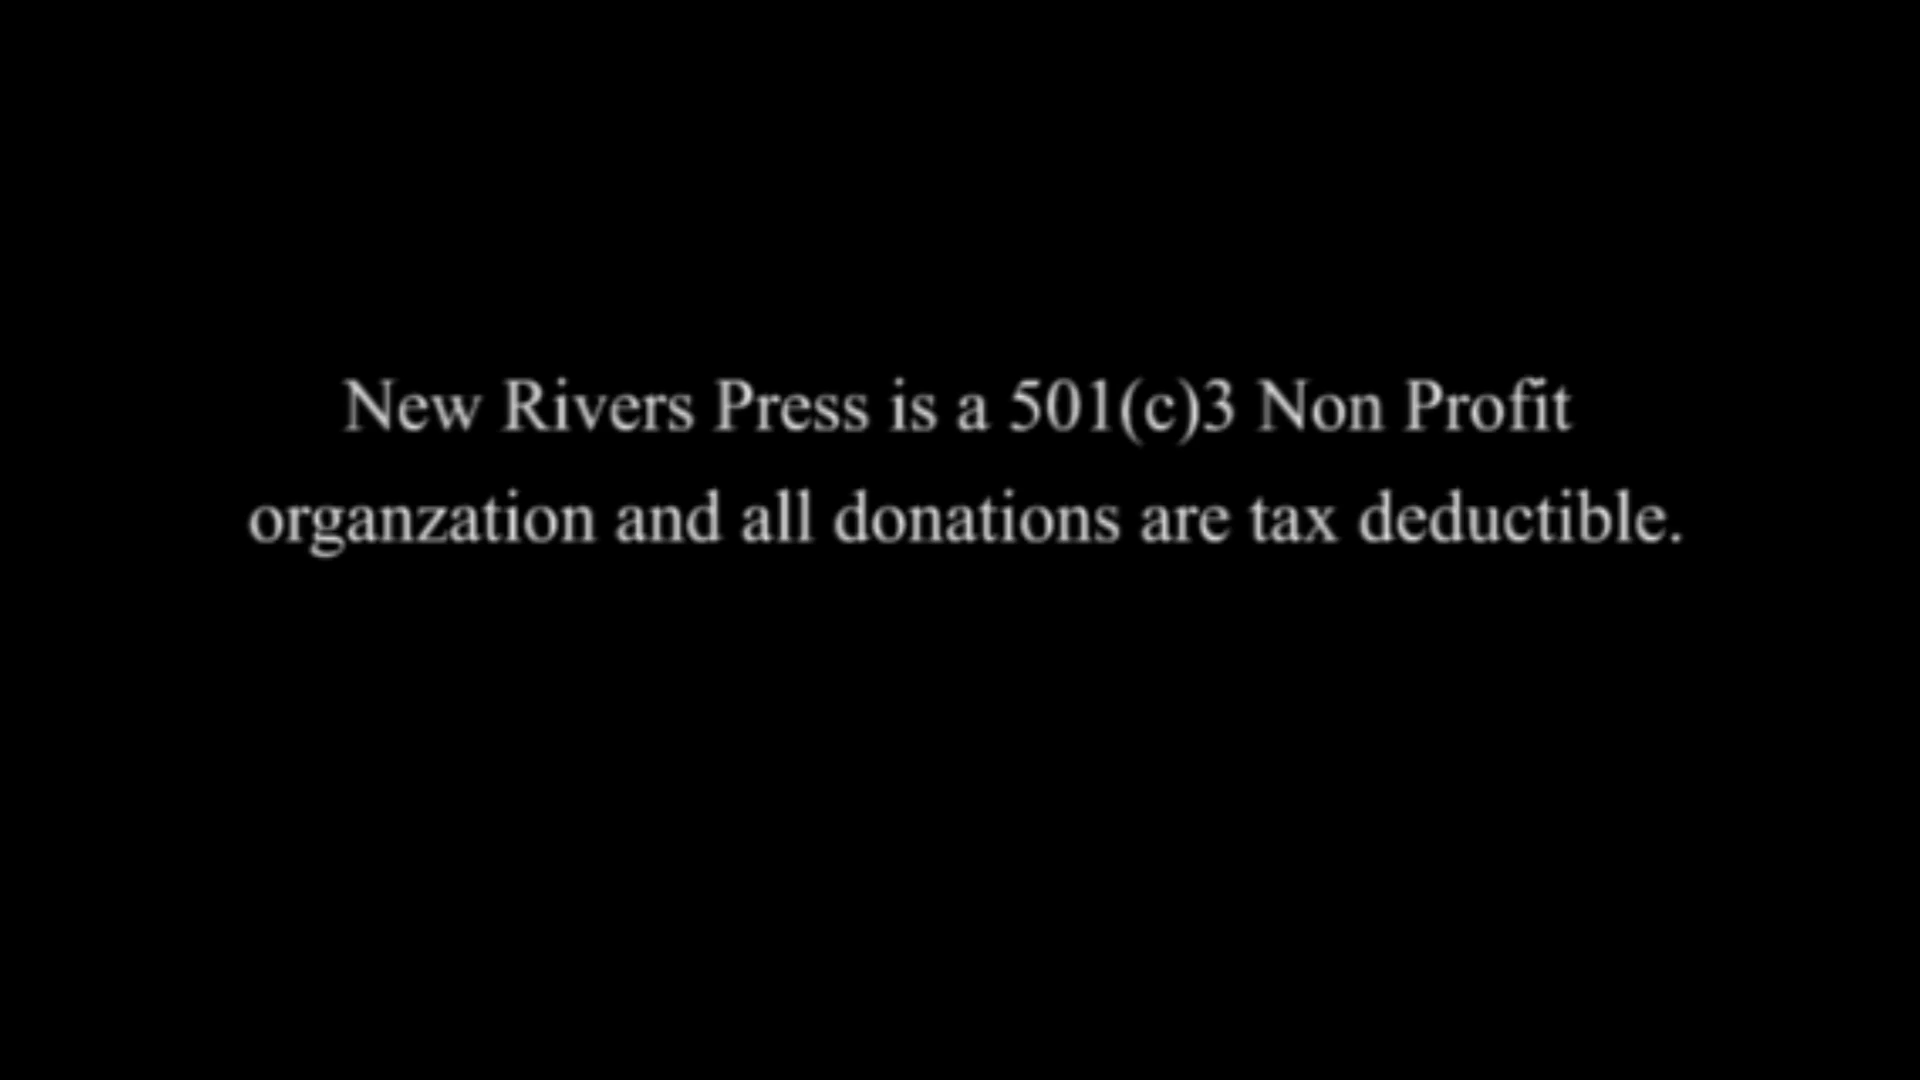 New Rivers Press is a 501(c)3 Non Profit
organzation and all donations are tax deductible.